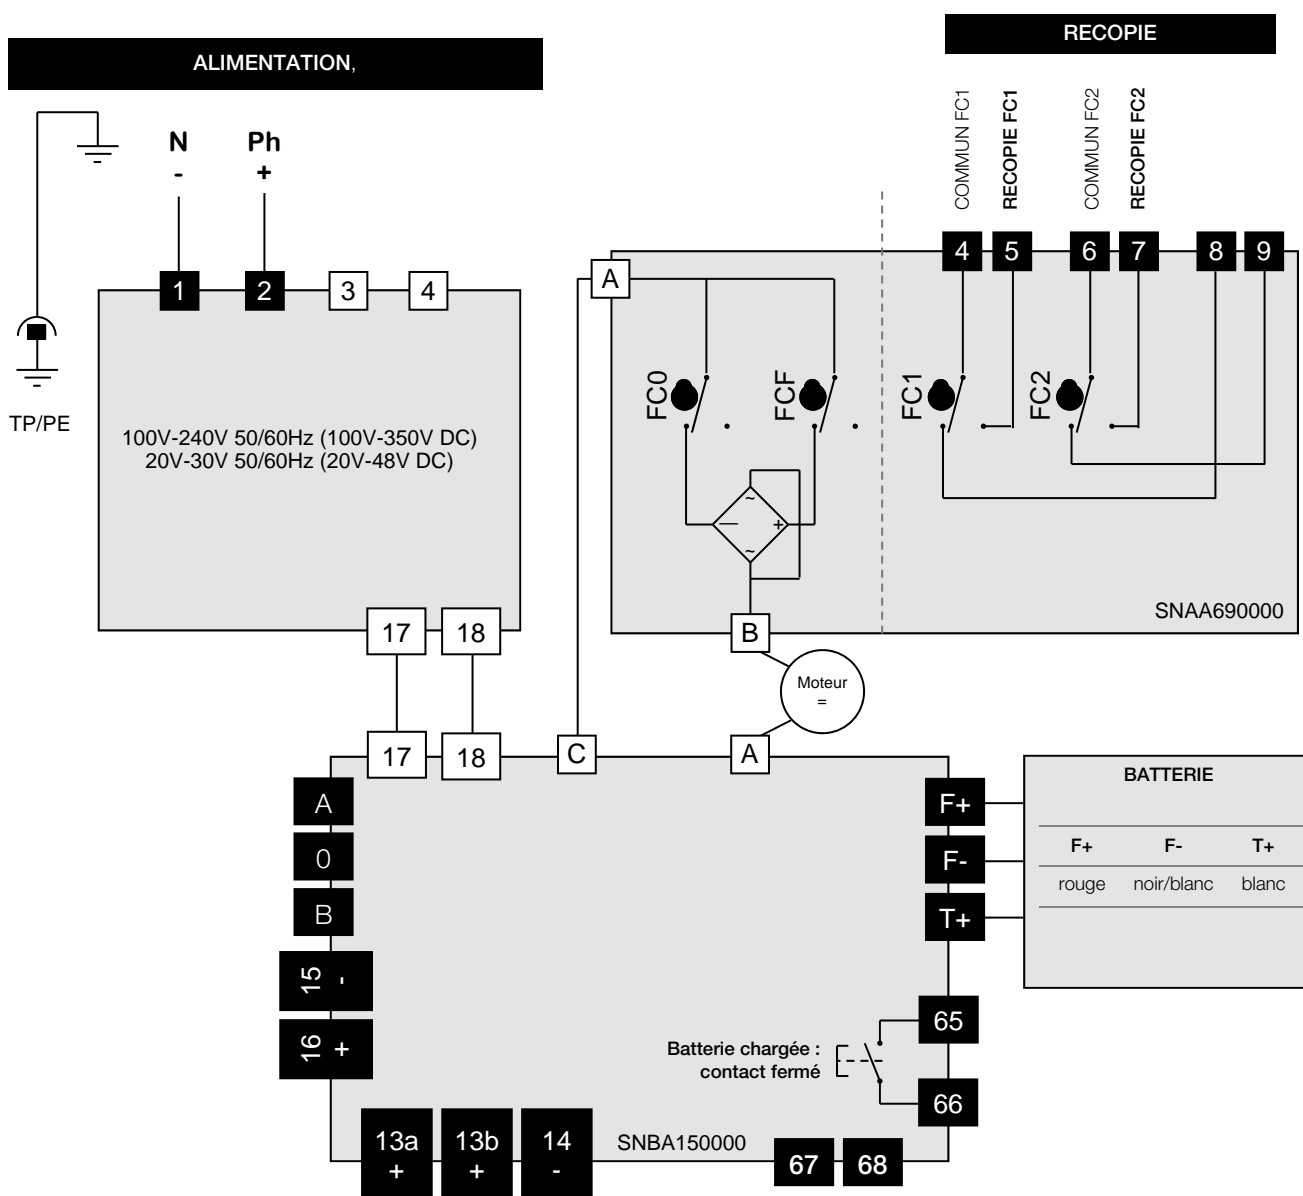 ALIMENTATION,
RECOPIE
COMMUN FC1
RECOPIE FC1
COMMUN FC2
RECOPIE FC2
N
-
Ph
+
TP/PE
1
2
3
4
100V-240V 50/60Hz (100V-350V DC)
20V-30V 50/60Hz (20V-48V DC)
17
18
A
4
5
6
7
8
9
FC0
FCF
FC1
FC2
~
—
+
~
B
SNAA690000
Moteur
=
17
18
C
A
A
0
B
15 -
16 +
F+
F-
T+
BATTERIE
F+ F- T+
rouge noir/blanc blanc
65
66
Batterie chargée :
contact fermé
13a
+
13b
+
14
-
SNBA150000
67
68